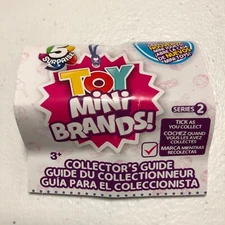 5
SURPRISE
TOY
MiNi
BRANDS!
SERIES 2
TICK AS
YOU COLLECT
COCHEZ QUAND
VOUS LES AVEZ
COLLECTÉS
MARCA MIENTRAS
RECOLECTAS
3+
COLLECTOR'S GUIDE
GUIDE DU COLLECTIONNEUR
GUÍA PARA EL COLECCIONISTA